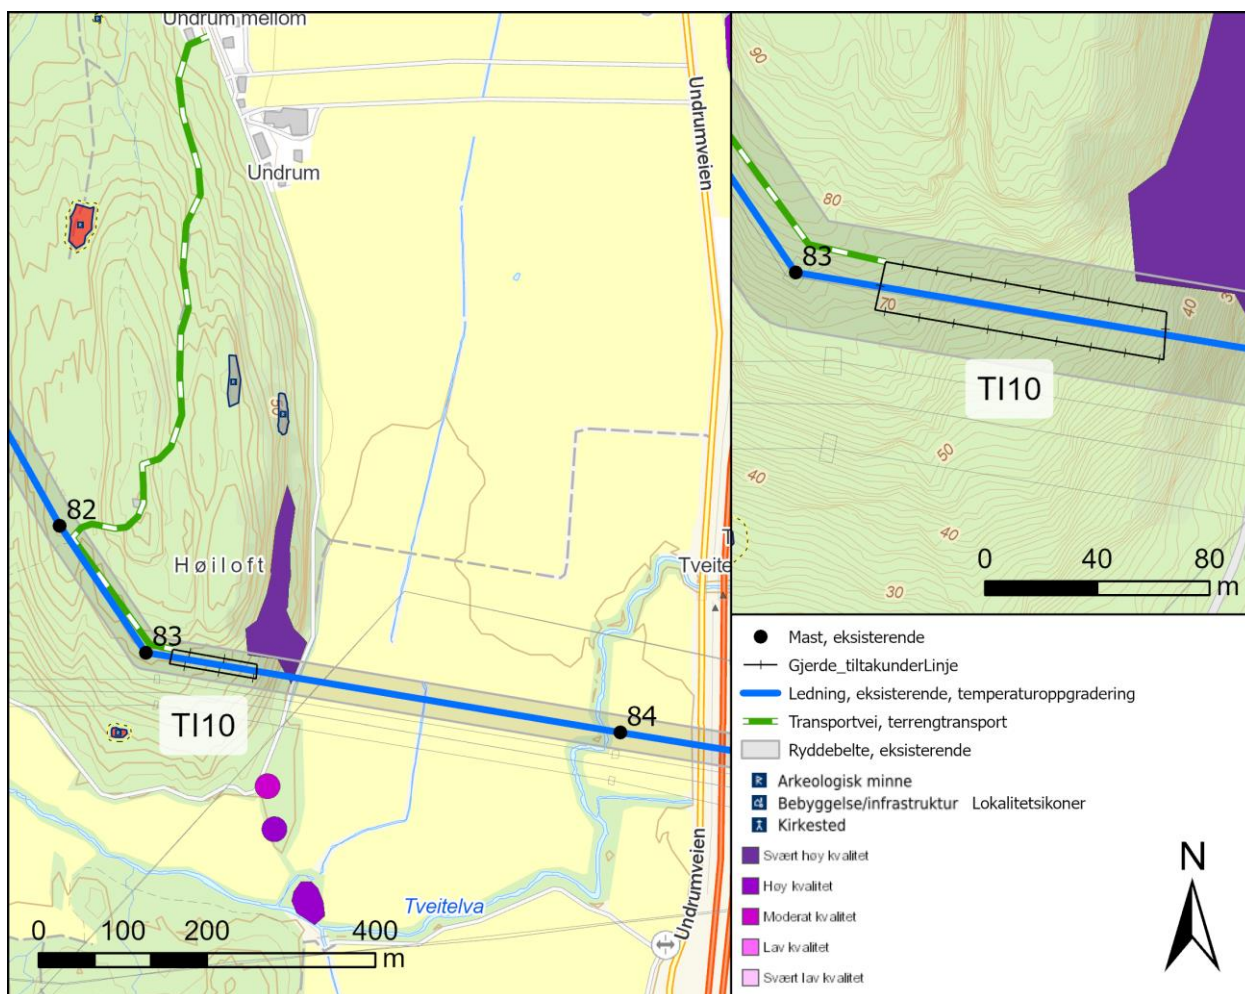 Undrum mellom
Undrumveien
Undrum
50
82
Høiloft
Tveite
83
TI10
84
Tveitelva
Undrumveien
0 100 200 400
m
90
80
83
70
40
TI10
50
40
40
30
0 40 80
m
Mast, eksisterende
Gjerde_tiltakunderLinje
Ledning, eksisterende, temperaturoppgradering
Transportvei, terrengtransport
Ryddebelte, eksisterende
R Arkeologisk minne
Bebyggelse/infrastruktur Lokalitetsikoner
Kirkested
Svært høy kvalitet
Høy kvalitet
Moderat kvalitet
Lav kvalitet
Svært lav kvalitet
N